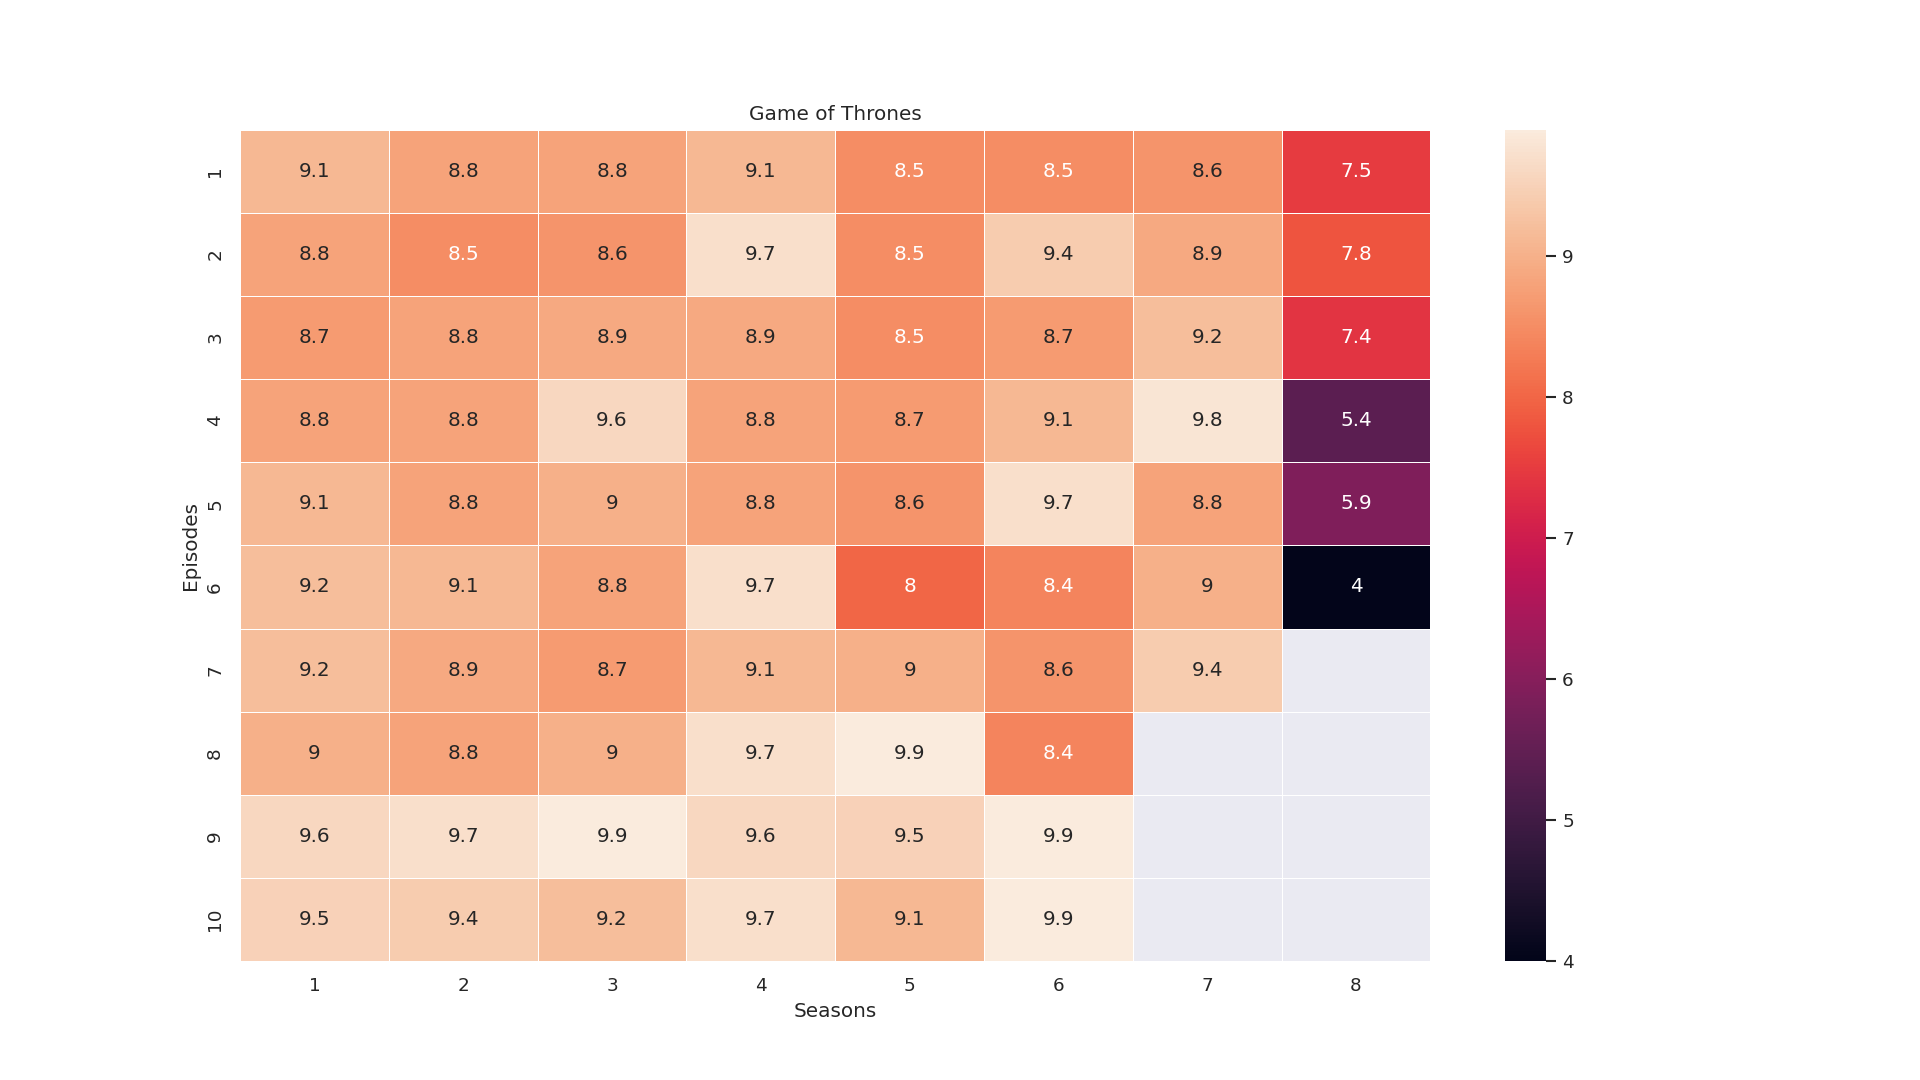 Game of Thrones
1 9.1 8.8 8.8 9.1 8.5 8.5 8.6 7.5
2 8.8 8.5 8.6 9.7 8.5 9.4 8.9 7.8 9
3 8.7 8.8 8.9 8.9 8.5 8.7 9.2 7.4
8
4 8.8 8.8 9.6 8.8 8.7 9.1 9.8 5.4
5 9.1 8.8 9 8.8 8.6 9.7 8.8 5.9
7
Episodes
6 9.2 9.1 8.8 9.7 8 8.4 9 4
7 9.2 8.9 8.7 9.1 9 8.6 9.4
6
8 9 8.8 9 9.7 9.9 8.4
5
9 9.6 9.7 9.9 9.6 9.5 9.9
10 9.5 9.4 9.2 9.7 9.1 9.9
4
1 2 3 4 5 6 7 8
Seasons